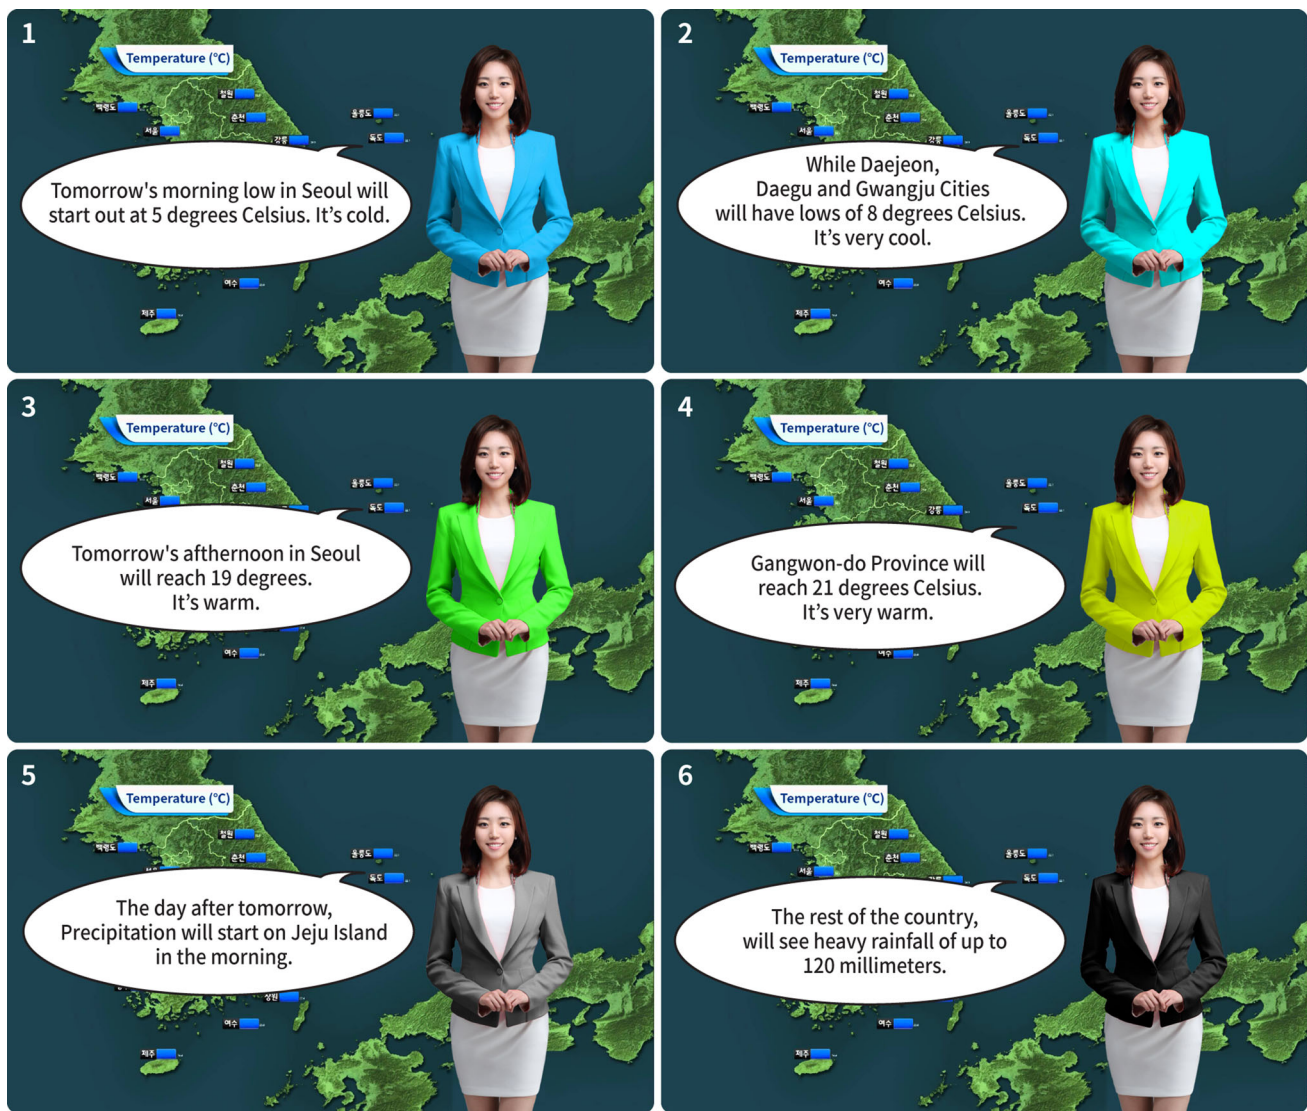 1
Temperature (°C)
백령도
철원
춘천
서울
강릉
울릉도
독도
Tomorrow's morning low in Seoul will
start out at 5 degrees Celsius. It's cold.
여수
제주
2
Temperature (°C)
백령도
철원
춘천
서울
강릉
울릉도
독도
While Daejeon,
Daegu and Gwangju Cities
will have lows of 8 degrees Celsius.
It's very cool.
여수
제주
3
Temperature (°C)
백령도
철원
춘천
서울
울릉도
독도
Tomorrow's afthernoon in Seoul
will reach 19 degrees.
It's warm.
여수
제주
4
Temperature (°C)
백령도
철원
춘천
서울
강릉
울릉도
독도
Gangwon-do Province will
reach 21 degrees Celsius.
It's very warm.
여수
제주
5
Temperature (°C)
백령도
철원
춘천
울릉도
독도
The day after tomorrow,
Precipitation will start on Jeju Island
in the morning.
창원
여수
제주
6
Temperature (°C)
백령도
철원
춘천
서울
울릉도
독도
The rest of the country,
will see heavy rainfall of up to
120 millimeters.
여수
제주